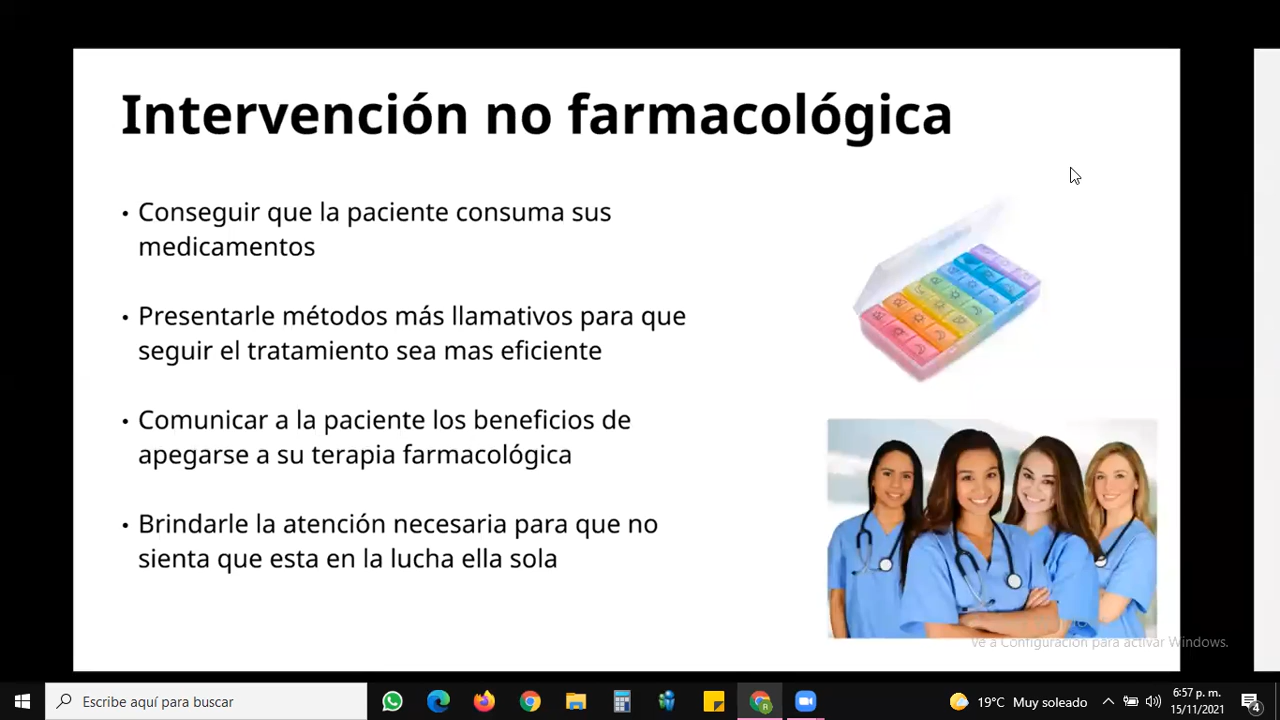 Intervención no farmacológica
• Conseguir que la paciente consuma sus
medicamentos
• Presentarle métodos más llamativos para que
seguir el tratamiento sea mas eficiente
• Comunicar a la paciente los beneficios de
apegarse a su terapia farmacológica
• Brindarle la atención necesaria para que no
sienta que esta en la lucha ella sola
Ve a Configuración para activar Windows.
Escribe aquí para buscar
19°C Muy soleado
6:57 p. m.
15/11/2021
4